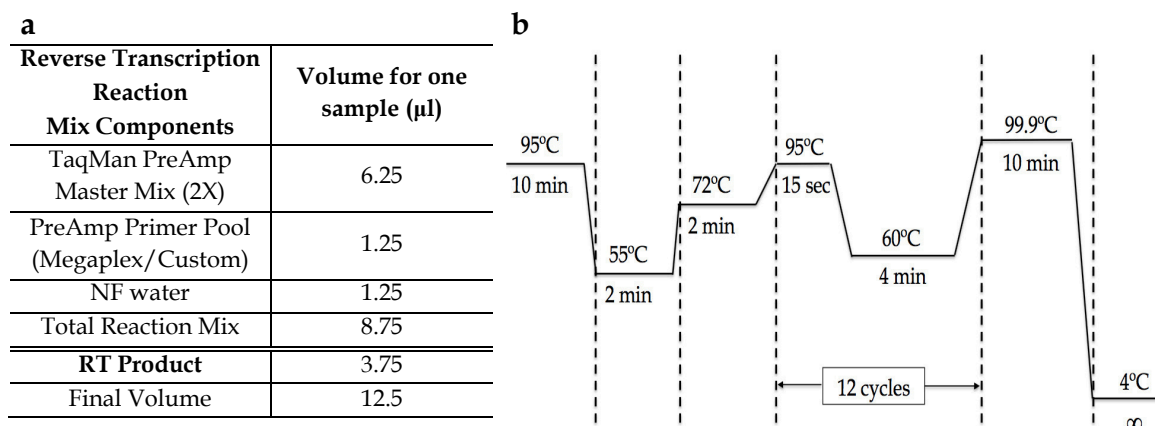 a
Reverse Transcription
Reaction
Mix Components
Volume for one
sample (µl)
TaqMan PreAmp
Master Mix (2X)
6.25
PreAmp Primer Pool
(Megaplex/Custom)
1.25
NF water
1.25
Total Reaction Mix
8.75
RT Product
3.75
Final Volume
12.5
b
95ºC
10 min
55ºC
2 min
72ºC
2 min
95ºC
15 sec
60ºC
4 min
12 cycles
99.9ºC
10 min
4ºC
∞